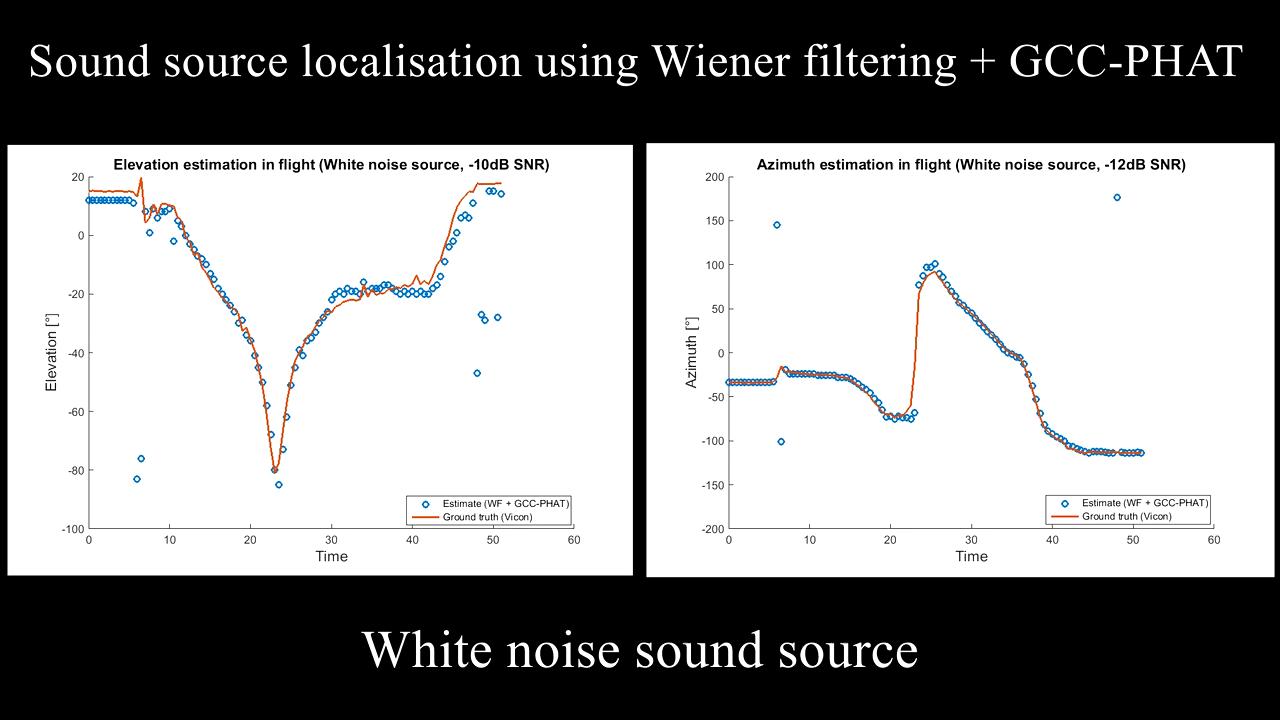 Sound source localisation using Wiener filtering + GCC-PHAT
Elevation estimation in flight (White noise source, -10dB SNR)
20
0
-20
-40
-60
-80
-100
Elevation [°]
0 10 20 30 40 50 60
Time
Estimate (WF + GCC-PHAT)
Ground truth (Vicon)
Azimuth estimation in flight (White noise source, -12dB SNR)
200
150
100
50
0
-50
-100
-150
-200
Azimuth [°]
0 10 20 30 40 50 60
Time
Estimate (WF + GCC-PHAT)
Ground truth (Vicon)
White noise sound source